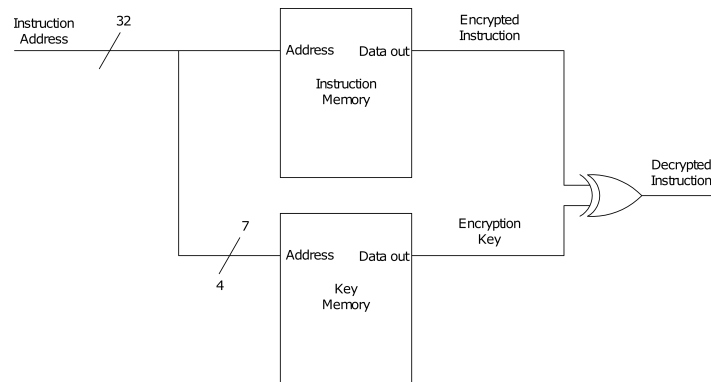 Instruction
Address
32
Address
Data out
Instruction
Memory
Encrypted
Instruction
Decrypted
Instruction
7
4
Address
Data out
Key
Memory
Encryption
Key